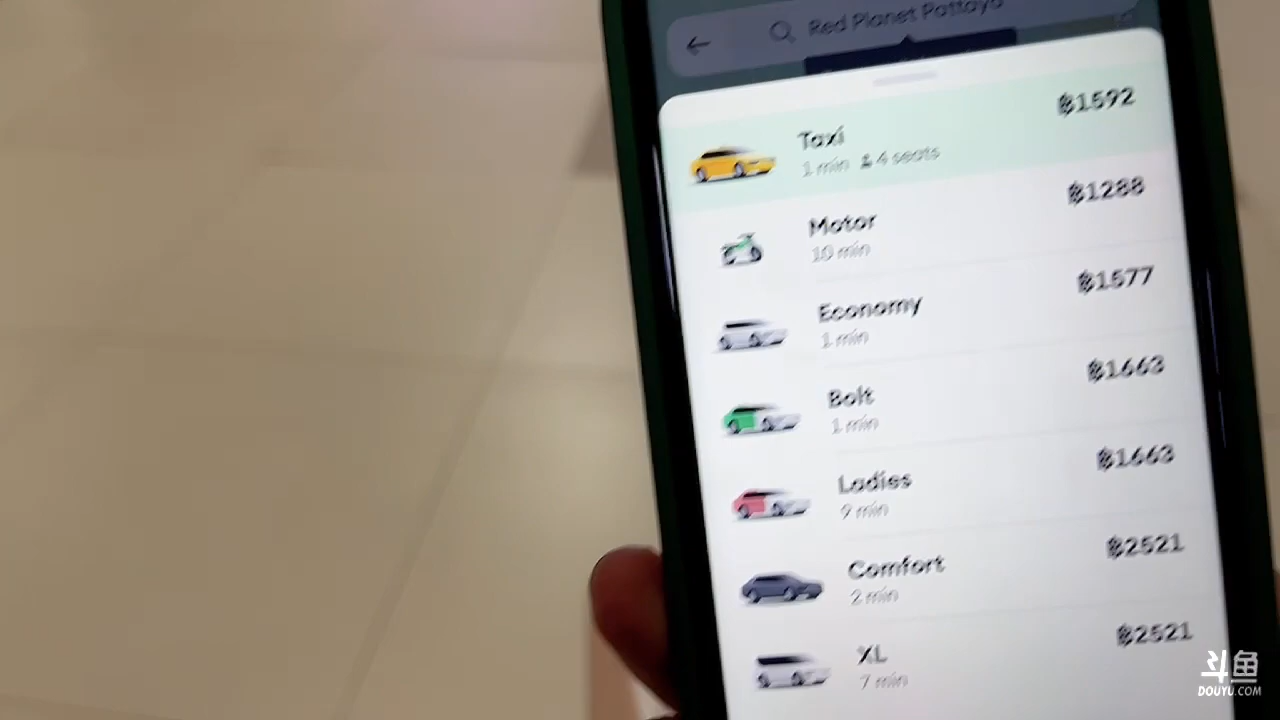 Red Planet Pattaya
Taxi
฿1592
1 min 4 seats
Motor
฿1288
10 min
Economy
฿1577
1 min
Bolt
฿1663
1 min
Ladies
฿1663
9 min
Comfort
฿2521
2 min
XL
฿2521
7 min
斗鱼
DOUYU.COM